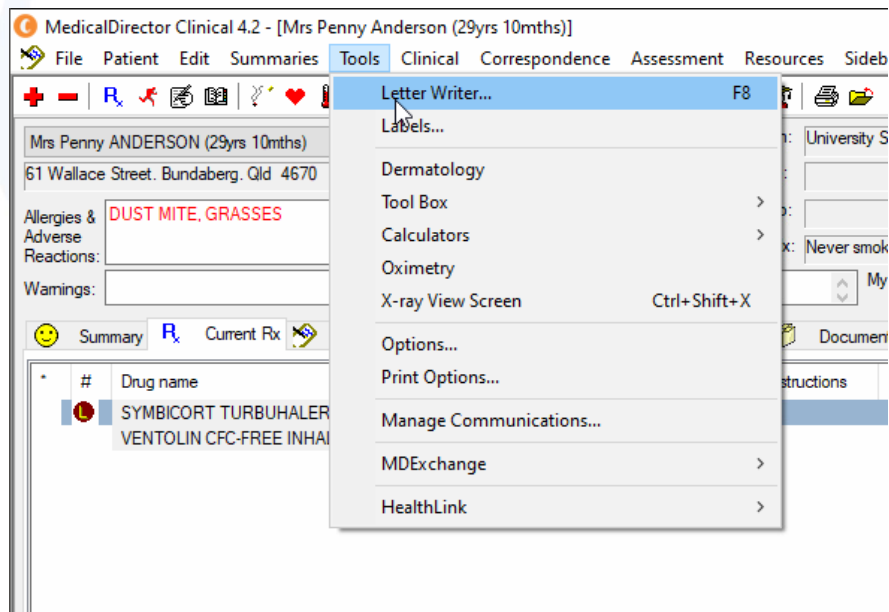 MedicalDirector Clinical 4.2 - [Mrs Penny Anderson (29yrs 10mths)]
File Patient Edit Summaries Tools Clinical Correspondence Assessment Resources Sideb
Letter Writer... F8
Labels...
Dermatology
Tool Box
Calculators
Oximetry
X-ray View Screen Ctrl+Shift+X
Options...
Print Options...
Manage Communications...
MDExchange
HealthLink
Mrs Penny ANDERSON (29yrs 10mths)
University S
61 Wallace Street. Bundaberg. Qld 4670
Allergies &
Adverse
Reactions:
DUST MITE, GRASSES
Never smok
Warnings:
My
Summary Rx Current Rx Documen
* # Drug name structions
L SYMBICORT TURBUHALER
VENTOLIN CFC-FREE INHAL